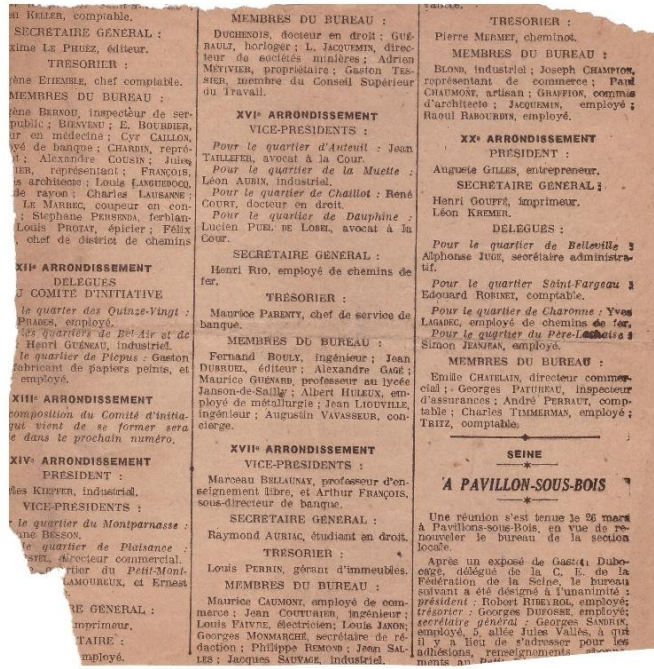 en KELLER, comptable.
SECRÉTAIRE GÉNÉRAL :
xime LE PHUEZ, éditeur.
TRÉSORIER :
gène ETIEMBLE, chef comptable.
MEMBRES DU BUREAU :
ène BERNOU, inspecteur de ser-
public ; BIENVENU ; E. BOURDIER,
ur en médecine ; Cyr CAILLON,
yé de banque ; CHARDIN, repré-
t ; Alexandre COUSIN ; Jules
IER, représentant ; FRANÇOIS,
is architecte ; Louis LANGUEDOCQ,
de rayon ; Charles LAUSANNE ;
LE MARREC, coupeur en con-
; Stephane PERSENDA, ferblan-
Louis PROTAT, épicier ; Félix
, chef de district de chemins
XIIe ARRONDISSEMENT
DÉLÉGUÉS
U COMITÉ D'INITIATIVE
le quartier des Quinze-Vingt :
PRADES, employé.
les quartiers de Bel-Air et de
Henri GUÉNEAU, industriel.
le quartier de Picpus : Gaston
fabricant de papiers peints, et
employé.
XIIIe ARRONDISSEMENT
composition du Comité d'initia-
qui vient de se former sera
e dans le prochain numéro.
XIVe ARRONDISSEMENT
PRÉSIDENT :
les KIEFFER, industriel.
VICE-PRÉSIDENTS :
le quartier du Montparnasse :
nne BESSON.
le quartier de Plaisance :
STEL, directeur commercial.
rtier du Petit-Mont-
LAMOUREUX, et Ernest
RE GÉNÉRAL :
imprimeur.
TAIRE :
mployé.
MEMBRES DU BUREAU :
DUCHENOIS, docteur en droit ; GUÉ-
RAULT, horloger ; L. JACQUEMIN, direc-
teur de sociétés minières ; Adrien
MÉTIVIER, propriétaire ; Gaston TES-
SIER, membre du Conseil Supérieur
du Travail.
XVIe ARRONDISSEMENT
VICE-PRÉSIDENTS :
Pour le quartier d'Auteuil : Jean
TAILLEFER, avocat à la Cour.
Pour le quartier de la Muette :
Léon AUBIN, industriel.
Pour le quartier de Chaillot : René
COURT, docteur en droit.
Pour le quartier de Dauphine :
Lucien PUEL DE LOBEL, avocat à la
Cour.
SECRÉTAIRE GÉNÉRAL :
Henri RIO, employé de chemins de
fer.
TRÉSORIER :
Maurice PARENTY, chef de service de
banque.
MEMBRES DU BUREAU :
Fernand BOULY, ingénieur ; Jean
DUBRUEL, éditeur ; Alexandre GAGÉ ;
Maurice GUÉNARD, professeur au lycée
Janson-de-Sailly ; Albert HULEUX, em-
ployé de métallurgie ; Jean LIOUVILLE,
ingénieur ; Augustin VAVASSEUR, con-
cierge.
XVIIe ARRONDISSEMENT
VICE-PRÉSIDENTS :
Marceau BELLAUNAY, professeur d'en-
seignement libre, et Arthur FRANÇOIS,
sous-directeur de banque.
SECRÉTAIRE GÉNÉRAL :
Raymond AURIAC, étudiant en droit.
TRÉSORIER :
Louis PERRIN, gérant d'immeubles.
MEMBRES DU BUREAU :
Maurice CAUMONT, employé de com-
merce ; Jean COUTURIER, ingénieur ;
Louis FAIVRE, électricien ; Louis JANON ;
Georges MONMARCHÉ, secrétaire de ré-
daction ; Philippe REMOND ; Jean SAL-
LES ; Jacques SAUVAGE, industriel.
TRÉSORIER :
Pierre MERMET, cheminot.
MEMBRES DU BUREAU :
BLOND, industriel ; Joseph CHAMPION,
représentant de commerce ; Paul
CHAUMONT, artisan ; GRAFFION, commis
d'architecte ; JACQUEMIN, employé ;
Raoul RABOURDIN, employé.
XXe ARRONDISSEMENT
PRÉSIDENT :
Auguste GILLES, entrepreneur.
SECRÉTAIRE GÉNÉRAL :
Henri GOUFFÉ, imprimeur.
Léon KREMER.
DÉLÉGUÉS :
Pour le quartier de Belleville :
Alphonse JUGE, secrétaire administra-
tif.
Pour le quartier Saint-Fargeau :
Edouard ROBINET, comptable.
Pour le quartier de Charonne : Yves
LAGADEC, employé de chemins de fer.
Pour le quartier du Père-Lachaise :
Simon JEANJEAN, employé.
MEMBRES DU BUREAU :
Emile CHATELAIN, directeur commer-
cial ; Georges PATUREAU, inspecteur
d'assurances ; André PERRAUT, comp-
table ; Charles TIMMERMAN, employé ;
TRITZ, comptable.
SEINE
A PAVILLON-SOUS-BOIS
Une réunion s'est tenue le 26 mars
à Pavillons-sous-Bois, en vue de re-
nouveler le bureau de la section
locale.
Après un exposé de Gaston Dubo-
cage, délégué de la C. E. de la
Fédération de la Seine, le bureau
suivant a été désigné à l'unanimité :
président : Robert RIBEYROL, employé;
trésorier : Georges DUFOSSE, employé;
secrétaire général : Georges SANDRIN,
employé, 5, allée Jules Vallès, à qui
il y a lieu de s'adresser pour les
adhésions, renseignements
ments au